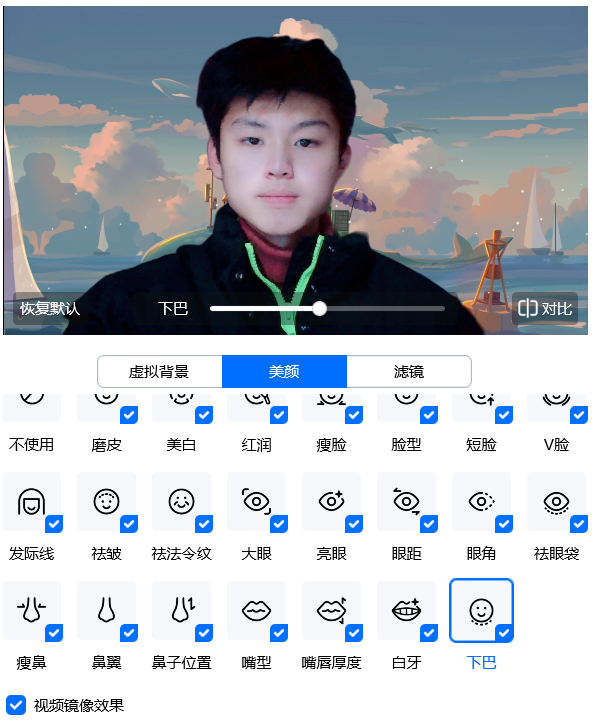 恢复默认 下巴 对比
虚拟背景 美颜 滤镜
不使用 磨皮 美白 红润 瘦脸 脸型 短脸 V脸
发际线 祛皱 祛法令纹 大眼 亮眼 眼距 眼角 祛眼袋
瘦鼻 鼻翼 鼻子位置 嘴型 嘴唇厚度 白牙 下巴
视频镜像效果